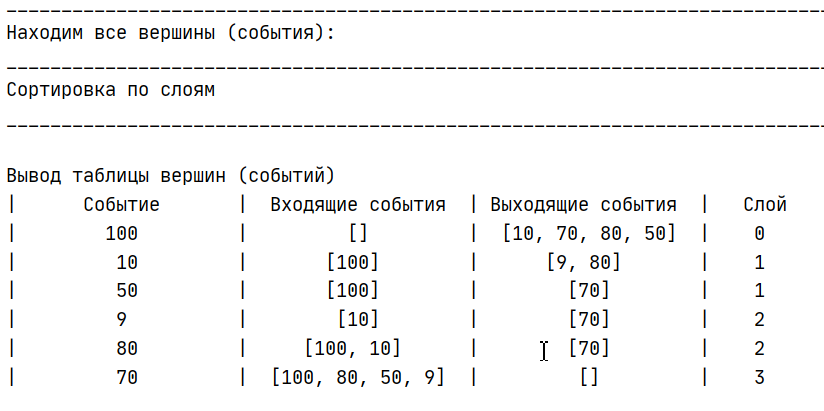 Находим все вершины (события):
Сортировка по слоям
Вывод таблицы вершин (событий)
| Событие | Входящие события | Выходящие события | Слой
| 100 | [] | [10, 70, 80, 50] | 0
| 10 | [100] | [9, 80] | 1
| 50 | [100] | [70] | 1
| 9 | [10] | [70] | 2
| 80 | [100, 10] | [70] | 2
| 70 | [100, 80, 50, 9] | [] | 3